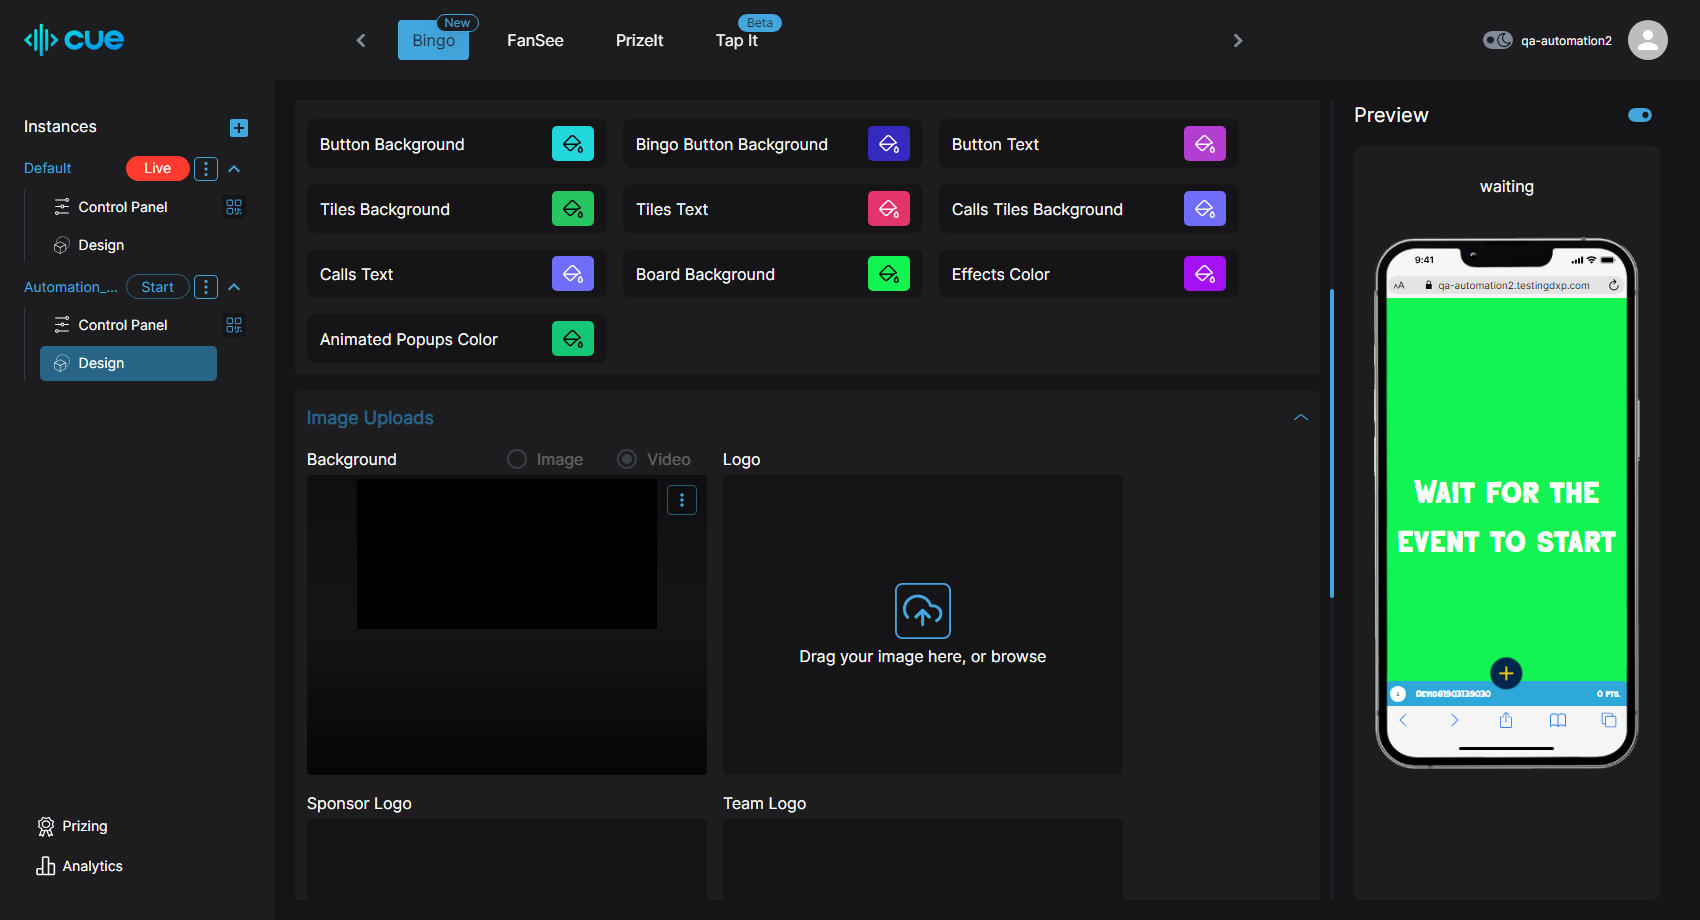 cue
Bingo
New
FanSee
PrizeIt
Tap It
Beta
qa-automation2
Instances
Default
Live
Control Panel
Design
Automation_...
Start
Control Panel
Design
Prizing
Analytics
Button Background
Bingo Button Background
Button Text
Tiles Background
Tiles Text
Calls Tiles Background
Calls Text
Board Background
Effects Color
Animated Popups Color
Image Uploads
Background
Image
Video
Logo
Drag your image here, or browse
Sponsor Logo
Team Logo
Preview
waiting
9:41
AA
qa-automation2.testingdxp.com
Wait for the
event to start
0 PTS.